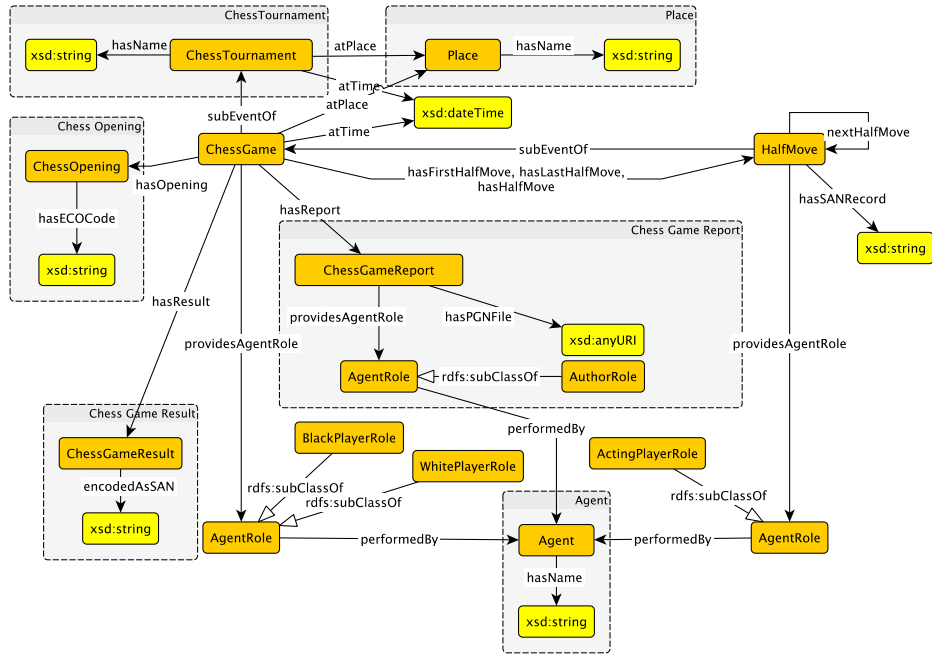 ChessTournament
Place
xsd:string
hasName
ChessTournament
atPlace
Place
hasName
xsd:string
atTime
atPlace
xsd:dateTime
subEventOf
atTime
Chess Opening
ChessOpening
hasOpening
ChessGame
subEventOf
HalfMove
nextHalfMove
hasFirstHalfMove, hasLastHalfMove,
hasHalfMove
hasECOCode
xsd:string
hasReport
hasSANRecord
xsd:string
Chess Game Report
ChessGameReport
hasResult
providesAgentRole
hasPGNFile
xsd:anyURI
providesAgentRole
providesAgentRole
AgentRole
rdfs:subClassOf
AuthorRole
Chess Game Result
ChessGameResult
encodedAsSAN
xsd:string
BlackPlayerRole
WhitePlayerRole
performedBy
ActingPlayerRole
rdfs:subClassOf
rdfs:subClassOf
rdfs:subClassOf
Agent
AgentRole
performedBy
Agent
performedBy
AgentRole
hasName
xsd:string